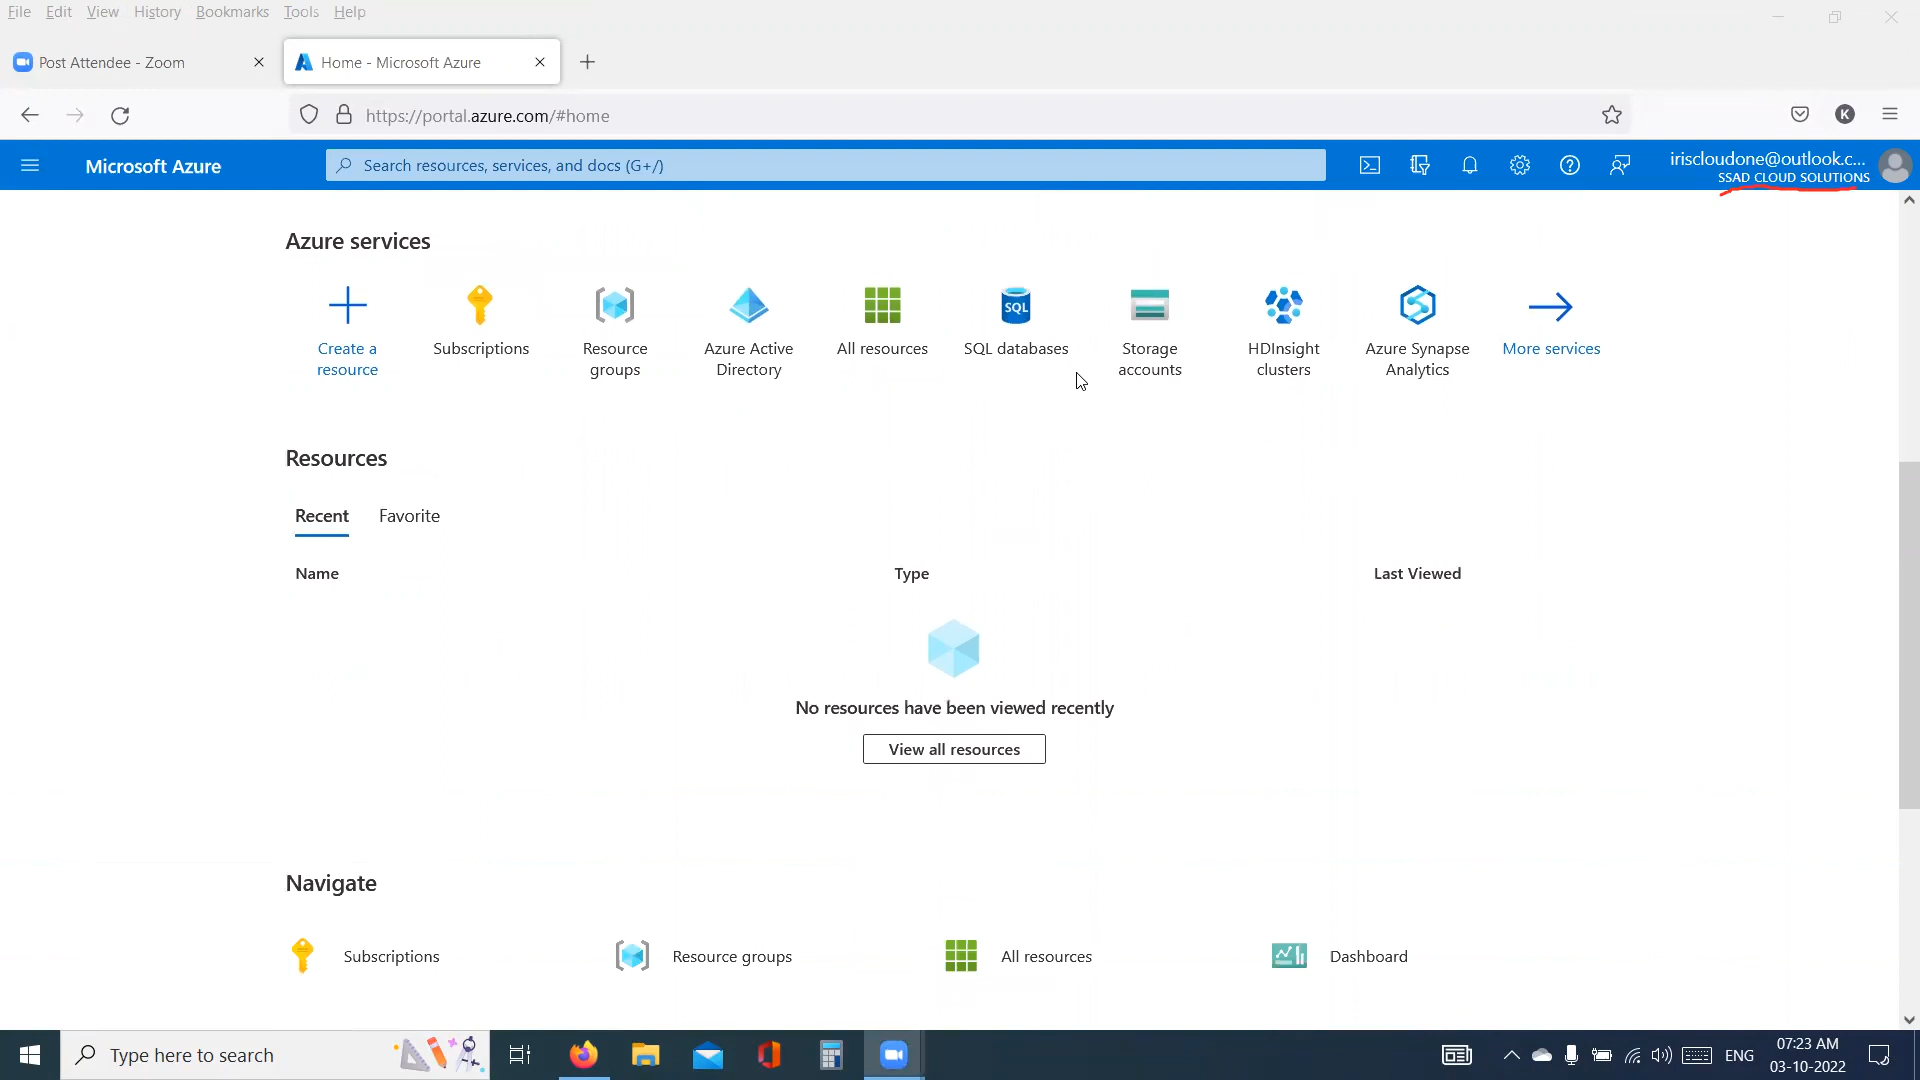 File Edit View History Bookmarks Tools Help
Post Attendee - Zoom
Home - Microsoft Azure
https://portal.azure.com/#home
K
Microsoft Azure
Search resources, services, and docs (G+/)
iriscloudone@outlook.c...
SSAD CLOUD SOLUTIONS
Azure services
Create a resource
Subscriptions
Resource groups
Azure Active Directory
All resources
SQL
SQL databases
Storage accounts
HDInsight clusters
Azure Synapse Analytics
More services
Resources
Recent Favorite
Name Type Last Viewed
No resources have been viewed recently
View all resources
Navigate
Subscriptions Resource groups All resources Dashboard
Type here to search
ENG
07:23 AM
03-10-2022